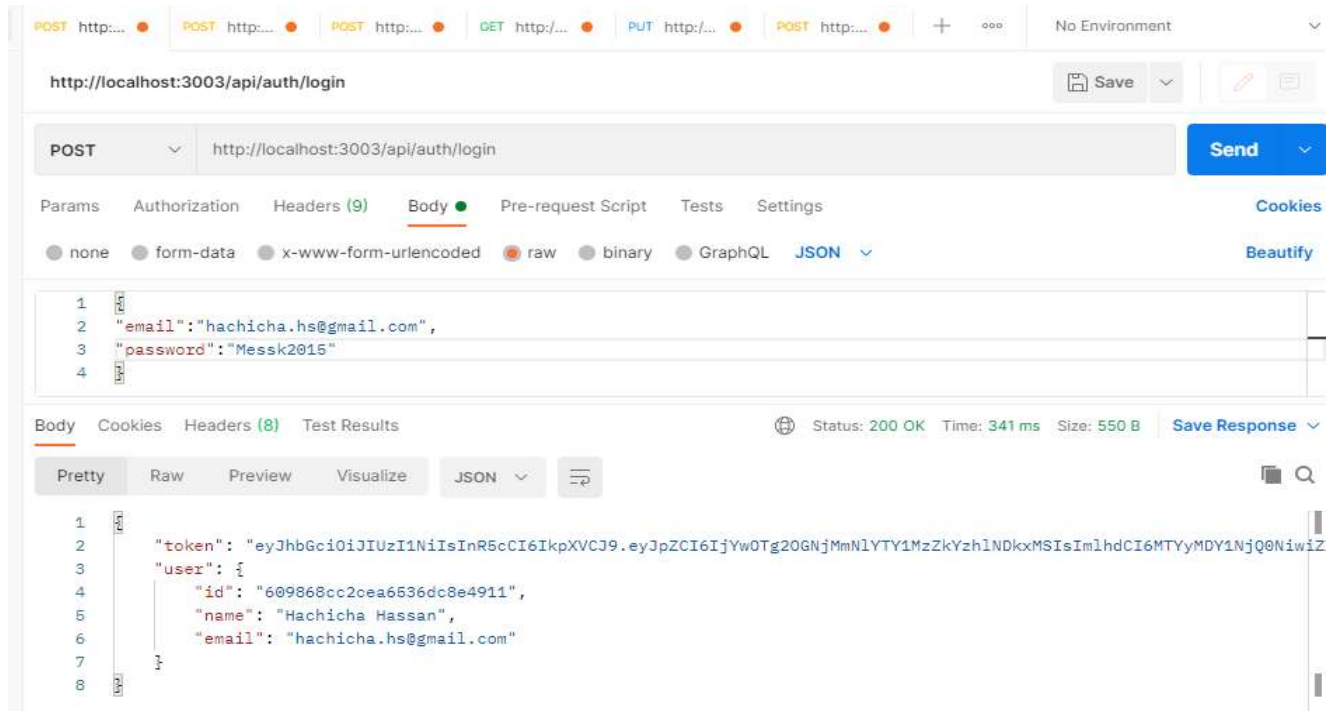 POST http:... POST http:... POST http:... GET http:/... PUT http:/... POST http:... + ooo No Environment
http://localhost:3003/api/auth/login Save
POST http://localhost:3003/api/auth/login Send
Params Authorization Headers (9) Body Pre-request Script Tests Settings Cookies
none form-data x-www-form-urlencoded raw binary GraphQL JSON Beautify
1 {
2 "email":"hachicha.hs@gmail.com",
3 "password":"Messk2015"
4 }
Body Cookies Headers (8) Test Results Status: 200 OK Time: 341 ms Size: 550 B Save Response
Pretty Raw Preview Visualize JSON
1 {
2 "token": "eyJhbGciOiJIUzI1NiIsInR5cCI6IkpXVCJ9.eyJpZCI6IjYwOTg2OGNjMmNlYTY1MzZkYzhlNDkxMSIsImlhdCI6MTYyMDY1NjQ0NiwiZ
3 "user": {
4 "id": "609868cc2cea6536dc8e4911",
5 "name": "Hachicha Hassan",
6 "email": "hachicha.hs@gmail.com"
7 }
8 }